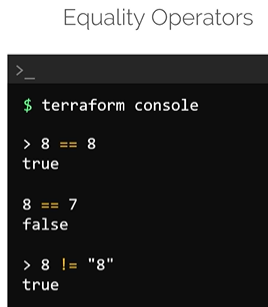 Equality Operators
>_
$ terraform console
> 8 == 8
true
8 == 7
false
> 8 != "8"
true